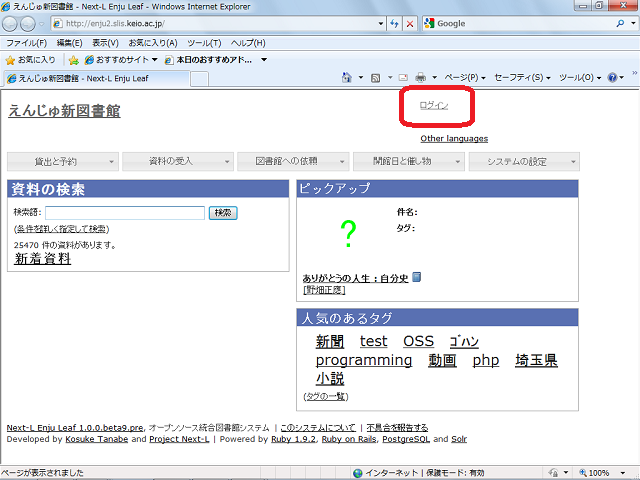 えんじゅ新図書館 - Next-L Enju Leaf - Windows Internet Explorer
http://enju2.slis.keio.ac.jp/
Google
ファイル(F) 編集(E) 表示(V) お気に入り(A) ツール(T) ヘルプ(H)
お気に入り おすすめサイト 本日のおすすめアド...
えんじゅ新図書館 - Next-L Enju Leaf
ページ(P) セーフティ(S) ツール(O)
えんじゅ新図書館
ログイン
Other languages
貸出と予約 資料の受入 図書館への依頼 開館日と催し物 システムの設定
資料の検索
検索語: 検索
(条件を詳しく指定して検索)
25470 件の資料があります。
新着資料
ピックアップ
?
件名:
タグ:
ありがとうの人生 : 自分史
[野畑正應]
人気のあるタグ
新聞 test OSS ゴハン
programming 動画 php 埼玉県
小説
(タグの一覧)
Next-L Enju Leaf 1.0.0.beta9.pre, オープンソース統合図書館システム | このシステムについて | 不具合を報告する
Developed by Kosuke Tanabe and Project Next-L | Powered by Ruby 1.9.2, Ruby on Rails, PostgreSQL and Solr
ページが表示されました
インターネット | 保護モード: 有効
100%